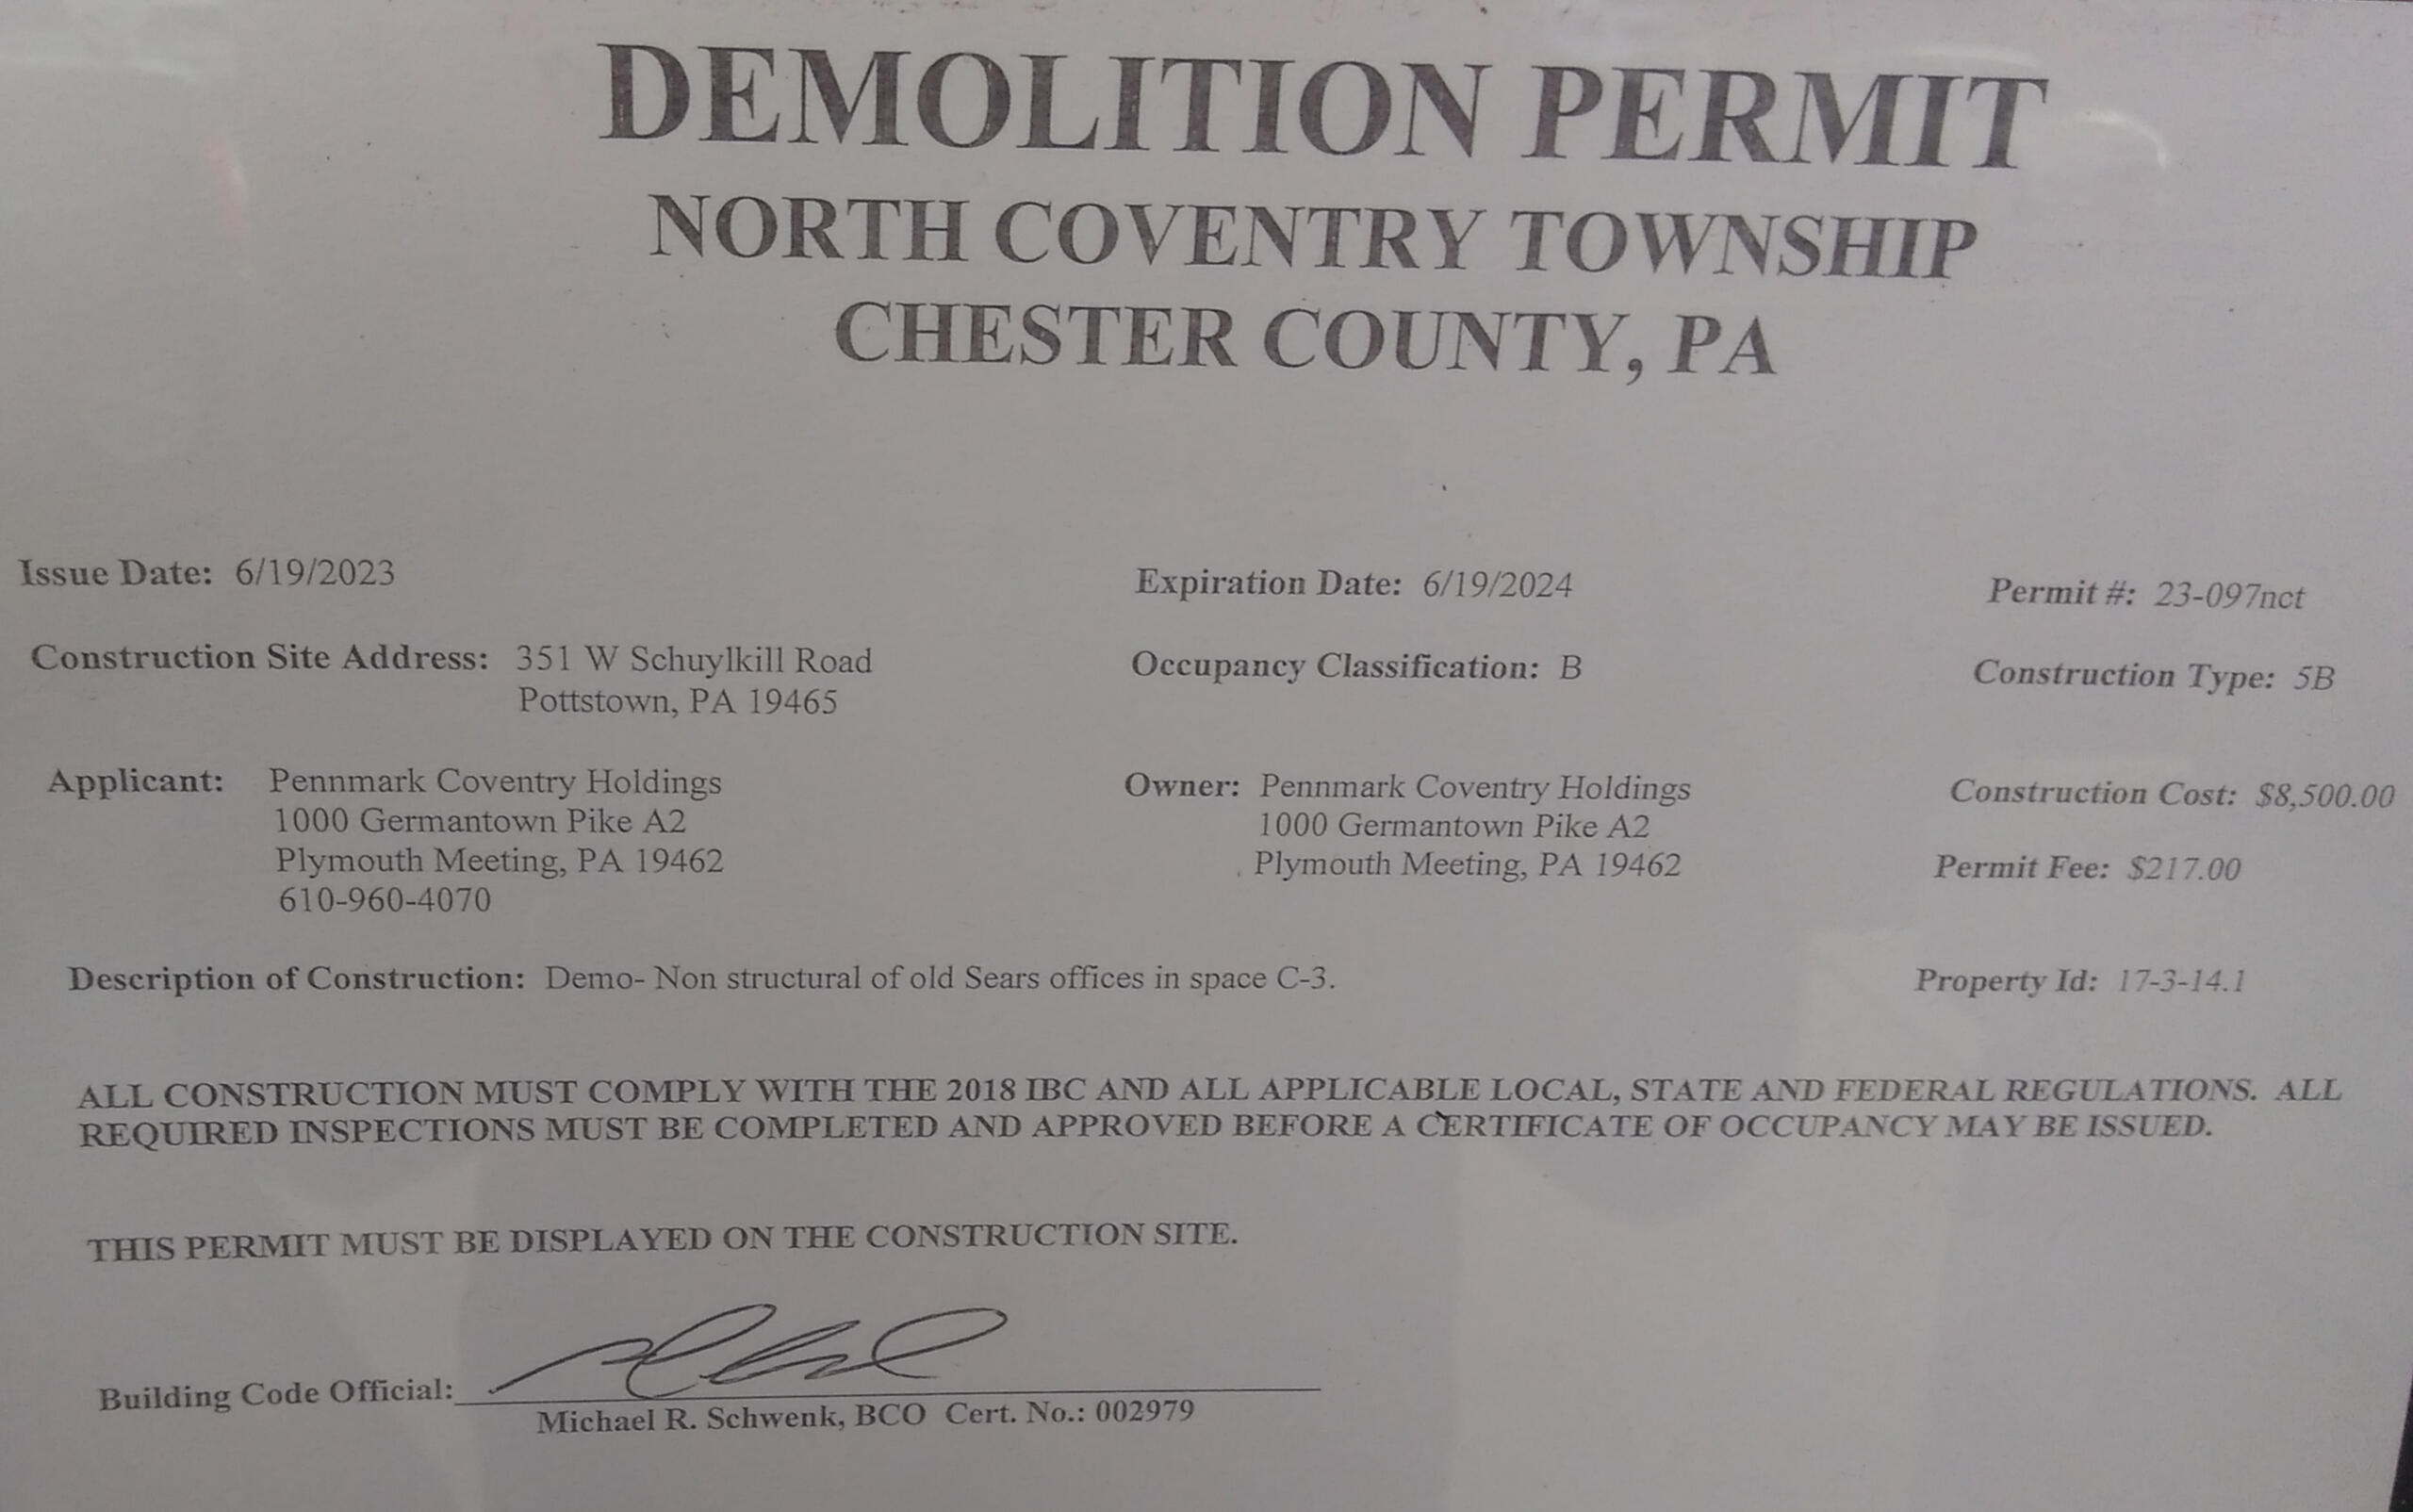 DEMOLITION PERMIT
NORTH COVENTRY TOWNSHIP
CHESTER COUNTY, PA
Issue Date: 6/19/2023 Expiration Date: 6/19/2024 Permit #: 23-097nct
Construction Site Address: 351 W Schuylkill Road Occupancy Classification: B Construction Type: 5B
Pottstown, PA 19465
Applicant: Pennmark Coventry Holdings Owner: Pennmark Coventry Holdings Construction Cost: $8,500.00
1000 Germantown Pike A2 1000 Germantown Pike A2
Plymouth Meeting, PA 19462 Plymouth Meeting, PA 19462 Permit Fee: $217.00
610-960-4070
Description of Construction: Demo- Non structural of old Sears offices in space C-3. Property Id: 17-3-14.1
ALL CONSTRUCTION MUST COMPLY WITH THE 2018 IBC AND ALL APPLICABLE LOCAL, STATE AND FEDERAL REGULATIONS. ALL
REQUIRED INSPECTIONS MUST BE COMPLETED AND APPROVED BEFORE A CERTIFICATE OF OCCUPANCY MAY BE ISSUED.
THIS PERMIT MUST BE DISPLAYED ON THE CONSTRUCTION SITE.
Building Code Official:
Michael R. Schwenk, BCO Cert. No.: 002979